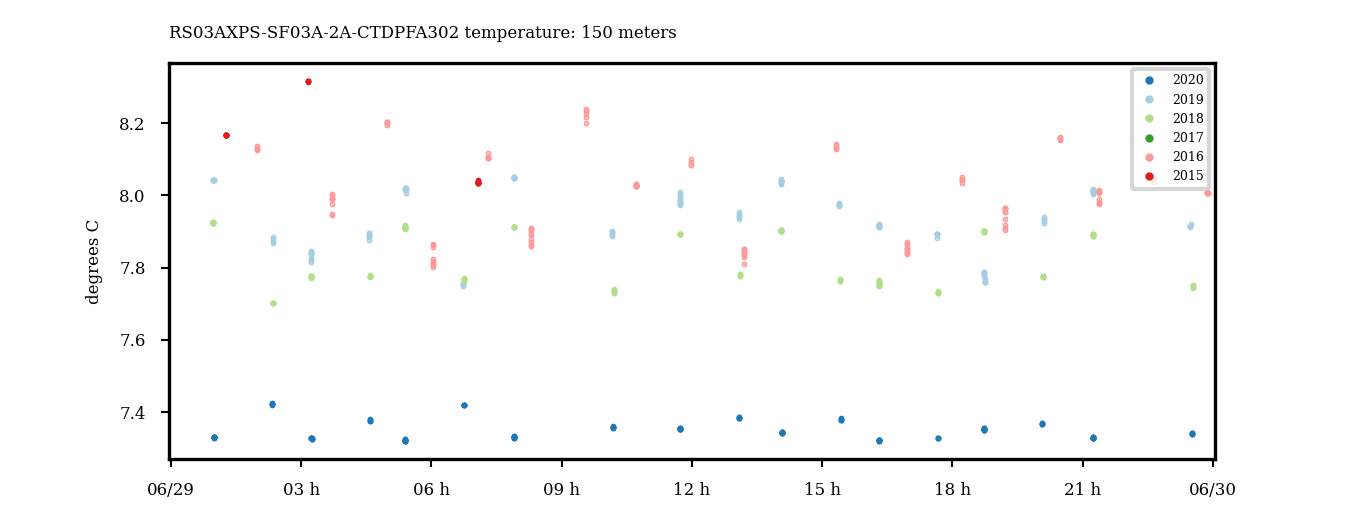 RS03AXPS-SF03A-2A-CTDPFA302 temperature: 150 meters
degrees C
8.2
8.0
7.8
7.6
7.4
06/29
03 h
06 h
09 h
12 h
15 h
18 h
21 h
06/30
2020
2019
2018
2017
2016
2015